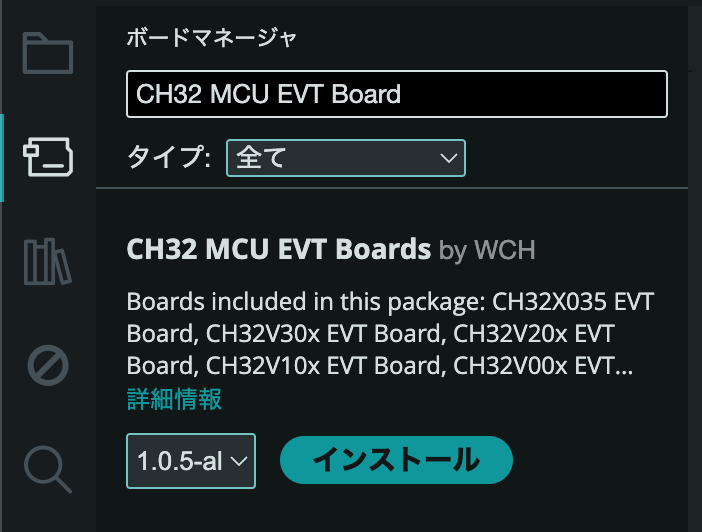 ボードマネージャ
CH32 MCU EVT Board
タイプ: 全て
CH32 MCU EVT Boards by WCH
Boards included in this package: CH32X035 EVT
Board, CH32V30x EVT Board, CH32V20x EVT
Board, CH32V10x EVT Board, CH32V00x EVT...
詳細情報
1.0.5-al インストール